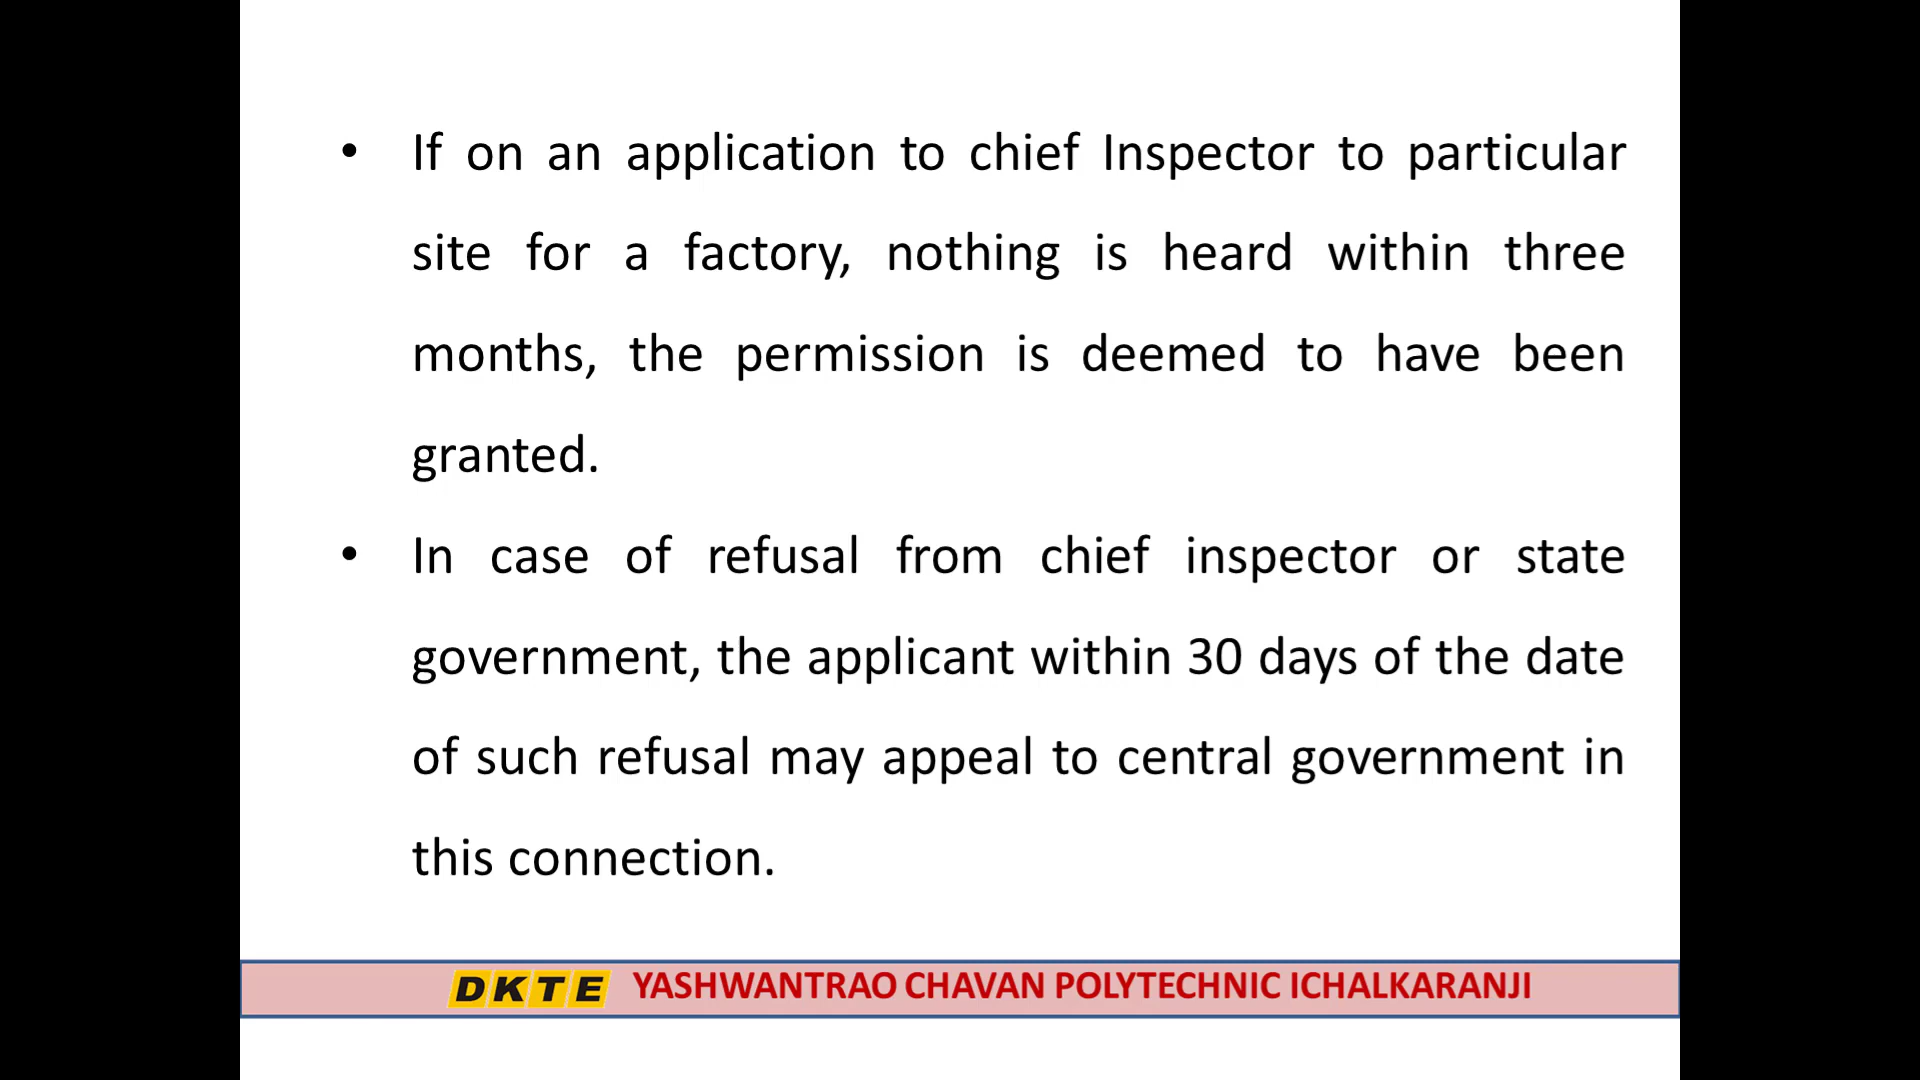 • If on an application to chief Inspector to particular
site for a factory, nothing is heard within three
months, the permission is deemed to have been
granted.
• In case of refusal from chief inspector or state
government, the applicant within 30 days of the date
of such refusal may appeal to central government in
this connection.
DKTE YASHWANTRAO CHAVAN POLYTECHNIC ICHALKARANJI